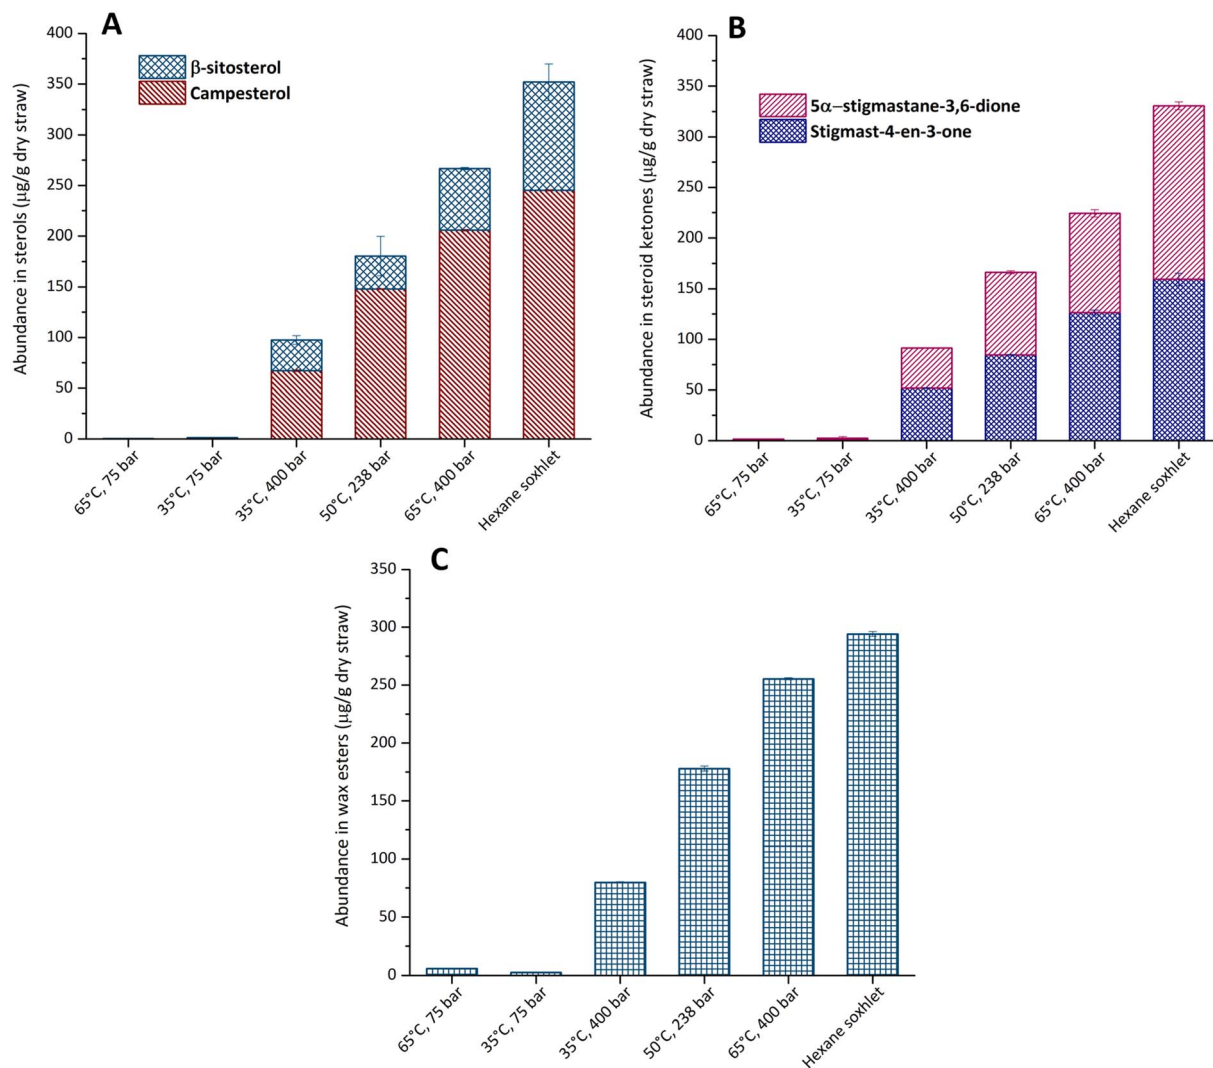 A
Abundance in sterols (μg/g dry straw)
400
350
300
250
200
150
100
50
0
β-sitosterol
Campesterol
65°C, 75 bar
35°C, 75 bar
35°C, 400 bar
50°C, 238 bar
65°C, 400 bar
Hexane soxhlet
B
Abundance in steroid ketones (μg/g dry straw)
400
350
300
250
200
150
100
50
0
5α−stigmastane-3,6-dione
Stigmast-4-en-3-one
65°C, 75 bar
35°C, 75 bar
35°C, 400 bar
50°C, 238 bar
65°C, 400 bar
Hexane soxhlet
C
Abundance in wax esters (μg/g dry straw)
350
300
250
200
150
100
50
0
65°C, 75 bar
35°C, 75 bar
35°C, 400 bar
50°C, 238 bar
65°C, 400 bar
Hexane soxhlet